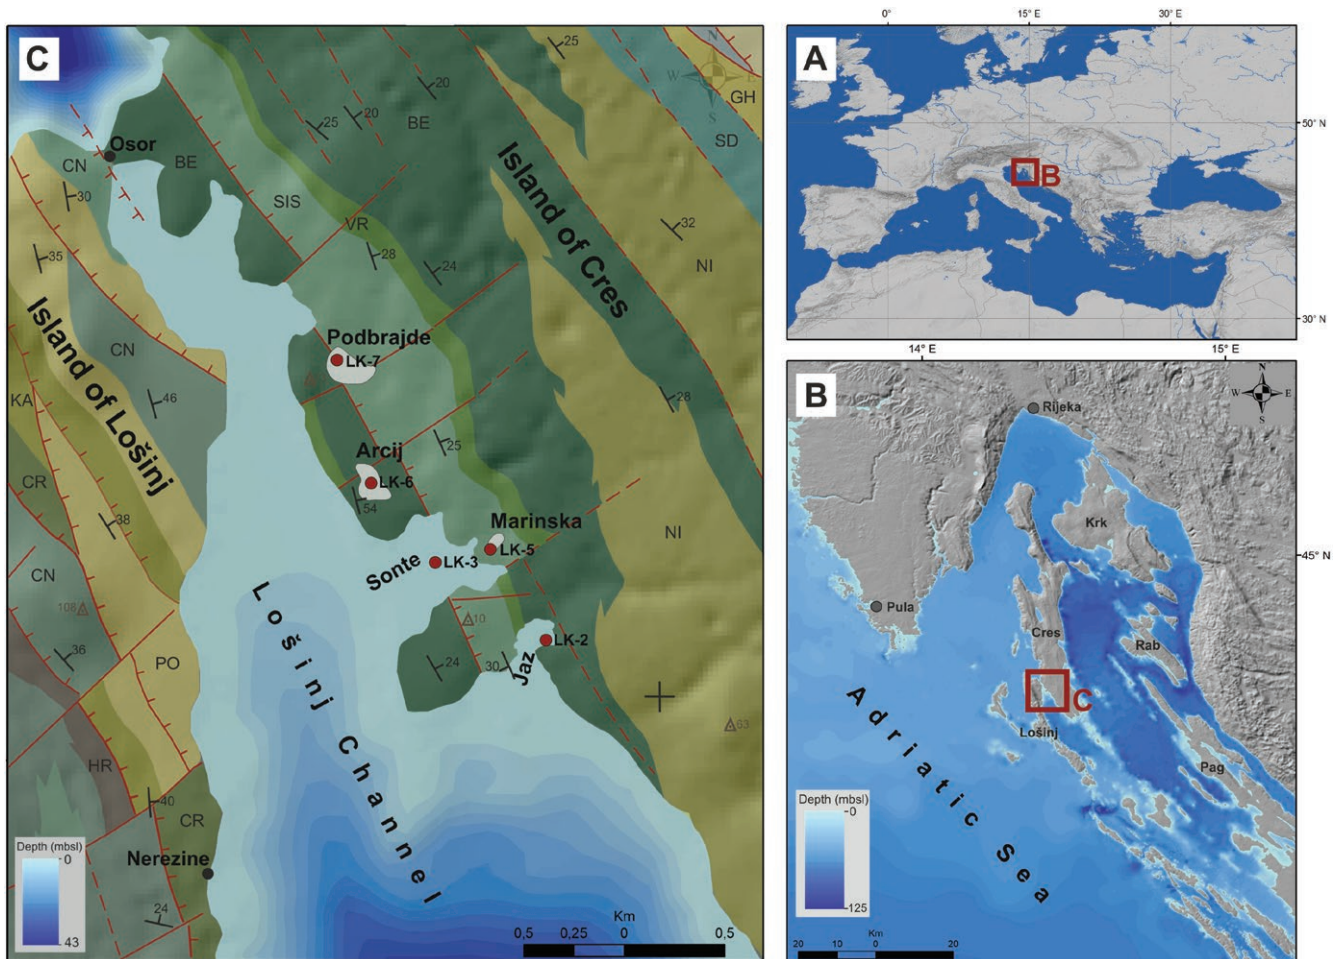 C
N
W
E
S
25
GH
20
SD
20
25
BE
Osor
CN
BE
Island of Cres
30
SIS
VR
32
35
28
24
NI
Island of Lošinj
Podbrajde
LK-7
CN
46
28
KA
25
Arcij
LK-6
CR
54
38
Marinska
LK-5
NI
Sonte
LK-3
CN
108
10
LK-2
36
24
30
Jaz
PO
Lošinj Channel
63
HR
40
CR
Depth (mbsl)
0
43
Nerezine
24
Km
0,5
0,25
0
0,5
A
0°
15° E
30° E
50° N
30° N
B
B
14° E
15° E
N
W
E
S
Rijeka
Krk
45° N
Pula
Cres
Rab
C
Lošinj
Pag
Adriatic Sea
Depth (mbsl)
0
125
Km
20
10
0
20